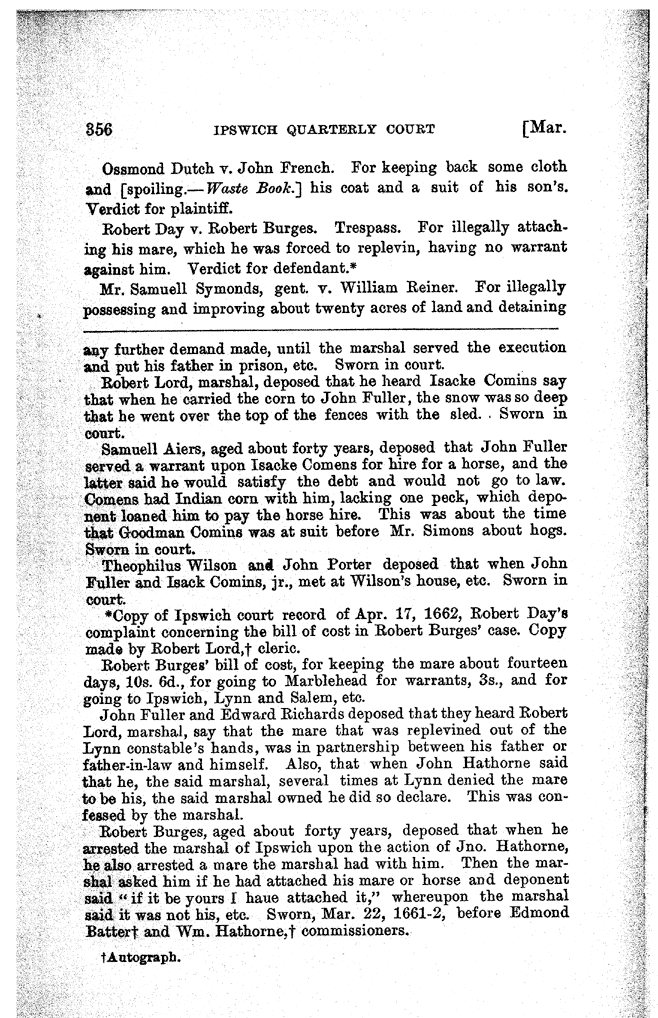 356 IPSWICH QUARTERLY COURT [Mar.
Ossmond Dutch v. John French. For keeping back some cloth
and [spoiling.—Waste Book.] his coat and a suit of his son's.
Verdict for plaintiff.
Robert Day v. Robert Burges. Trespass. For illegally attach-
ing his mare, which he was forced to replevin, having no warrant
against him. Verdict for defendant.*
Mr. Samuell Symonds, gent. v. William Reiner. For illegally
possessing and improving about twenty acres of land and detaining
any further demand made, until the marshal served the execution
and put his father in prison, etc. Sworn in court.
Robert Lord, marshal, deposed that he heard Isacke Comins say
that when he carried the corn to John Fuller, the snow was so deep
that he went over the top of the fences with the sled. . Sworn in
court.
Samuell Aiers, aged about forty years, deposed that John Fuller
served a warrant upon Isacke Comens for hire for a horse, and the
latter said he would satisfy the debt and would not go to law.
Comens had Indian corn with him, lacking one peck, which depo-
nent loaned him to pay the horse hire. This was about the time
that Goodman Comins was at suit before Mr. Simons about hogs.
Sworn in court.
Theophilus Wilson and John Porter deposed that when John
Fuller and Isack Comins, jr., met at Wilson's house, etc. Sworn in
court.
*Copy of Ipswich court record of Apr. 17, 1662, Robert Day's
complaint concerning the bill of cost in Robert Burges' case. Copy
made by Robert Lord,† cleric.
Robert Burges' bill of cost, for keeping the mare about fourteen
days, 10s. 6d., for going to Marblehead for warrants, 3s., and for
going to Ipswich, Lynn and Salem, etc.
John Fuller and Edward Richards deposed that they heard Robert
Lord, marshal, say that the mare that was replevined out of the
Lynn constable's hands, was in partnership between his father or
father-in-law and himself. Also, that when John Hathorne said
that he, the said marshal, several times at Lynn denied the mare
to be his, the said marshal owned he did so declare. This was con-
fessed by the marshal.
Robert Burges, aged about forty years, deposed that when he
arrested the marshal of Ipswich upon the action of Jno. Hathorne,
he also arrested a mare the marshal had with him. Then the mar-
shal asked him if he had attached his mare or horse and deponent
said "if it be yours I haue attached it," whereupon the marshal
said it was not his, etc. Sworn, Mar. 22, 1661-2, before Edmond
Batter† and Wm. Hathorne,† commissioners.
†Autograph.